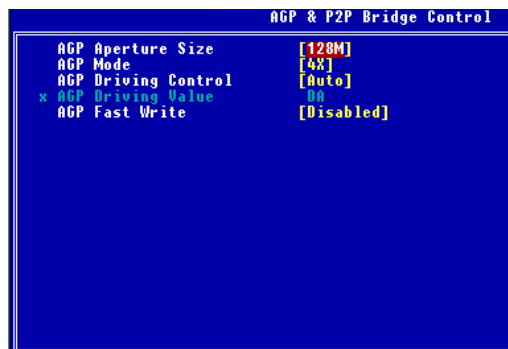 AGP & P2P Bridge Control
AGP Aperture Size [128M]
AGP Mode [4X]
AGP Driving Control [Auto]
x AGP Driving Value DA
AGP Fast Write [Disabled]